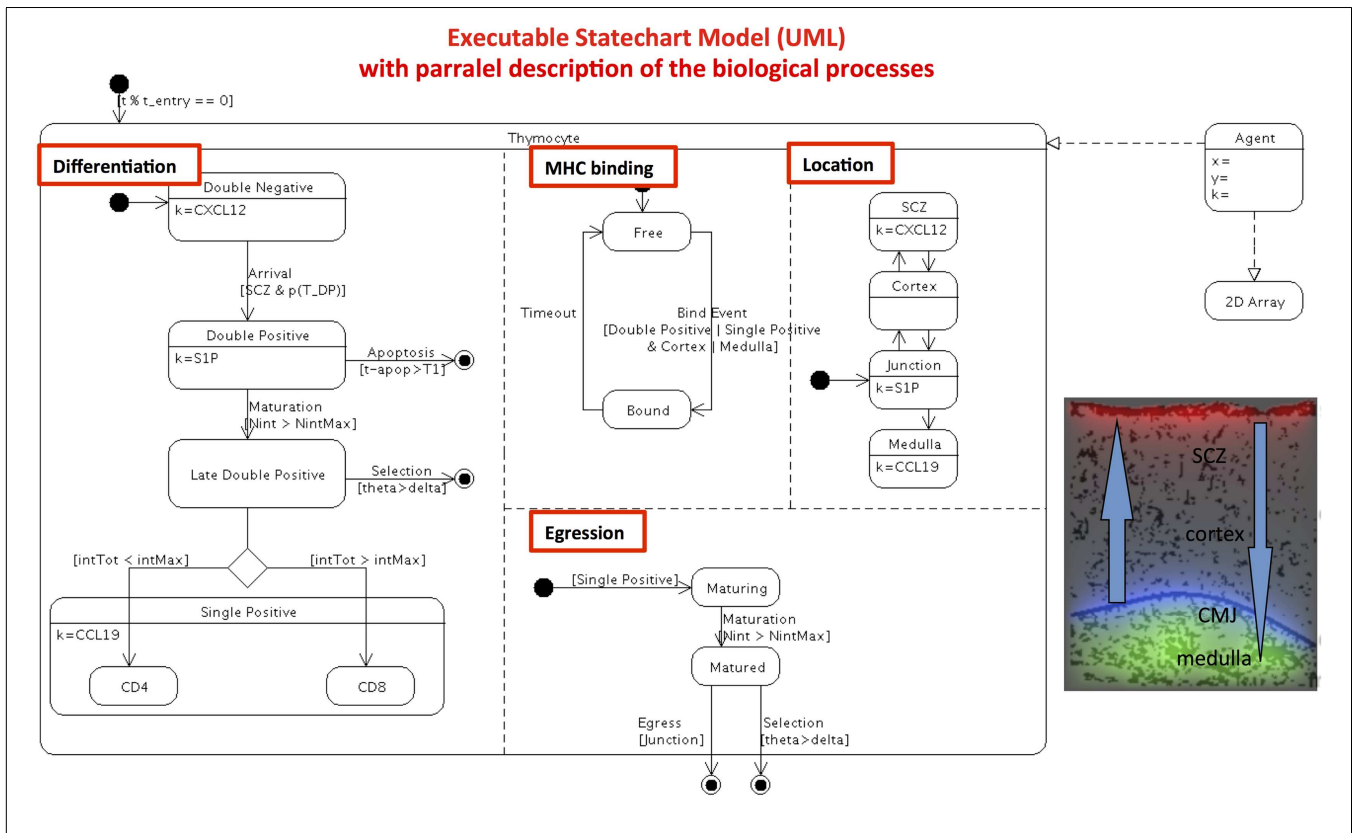 Executable Statechart Model (UML)
with parralel description of the biological processes
[t % t_entry == 0]
Thymocyte
Differentiation
Double Negative
k=CXCL12
Arrival
[SCZ & p(T_DP)]
Double Positive
k=S1P
Apoptosis
[t-apop>T1]
Maturation
[Nint > NintMax]
Late Double Positive
Selection
[theta>delta]
[intTot < intMax]
[intTot > intMax]
Single Positive
k=CCL19
CD4
CD8
MHC binding
Free
Timeout
Bind Event
[Double Positive | Single Positive
& Cortex | Medulla]
Bound
Location
SCZ
k=CXCL12
Cortex
Junction
k=S1P
Medulla
k=CCL19
Egression
[Single Positive]
Maturing
Maturation
[Nint > NintMax]
Matured
Egress
[Junction]
Selection
[theta>delta]
Agent
x=
y=
k=
2D Array
SCZ
cortex
CMJ
medulla